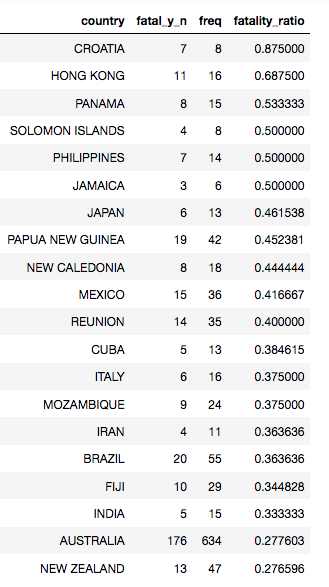 country fatal_y_n freq fatality_ratio
CROATIA 7 8 0.875000
HONG KONG 11 16 0.687500
PANAMA 8 15 0.533333
SOLOMON ISLANDS 4 8 0.500000
PHILIPPINES 7 14 0.500000
JAMAICA 3 6 0.500000
JAPAN 6 13 0.461538
PAPUA NEW GUINEA 19 42 0.452381
NEW CALEDONIA 8 18 0.444444
MEXICO 15 36 0.416667
REUNION 14 35 0.400000
CUBA 5 13 0.384615
ITALY 6 16 0.375000
MOZAMBIQUE 9 24 0.375000
IRAN 4 11 0.363636
BRAZIL 20 55 0.363636
FIJI 10 29 0.344828
INDIA 5 15 0.333333
AUSTRALIA 176 634 0.277603
NEW ZEALAND 13 47 0.276596